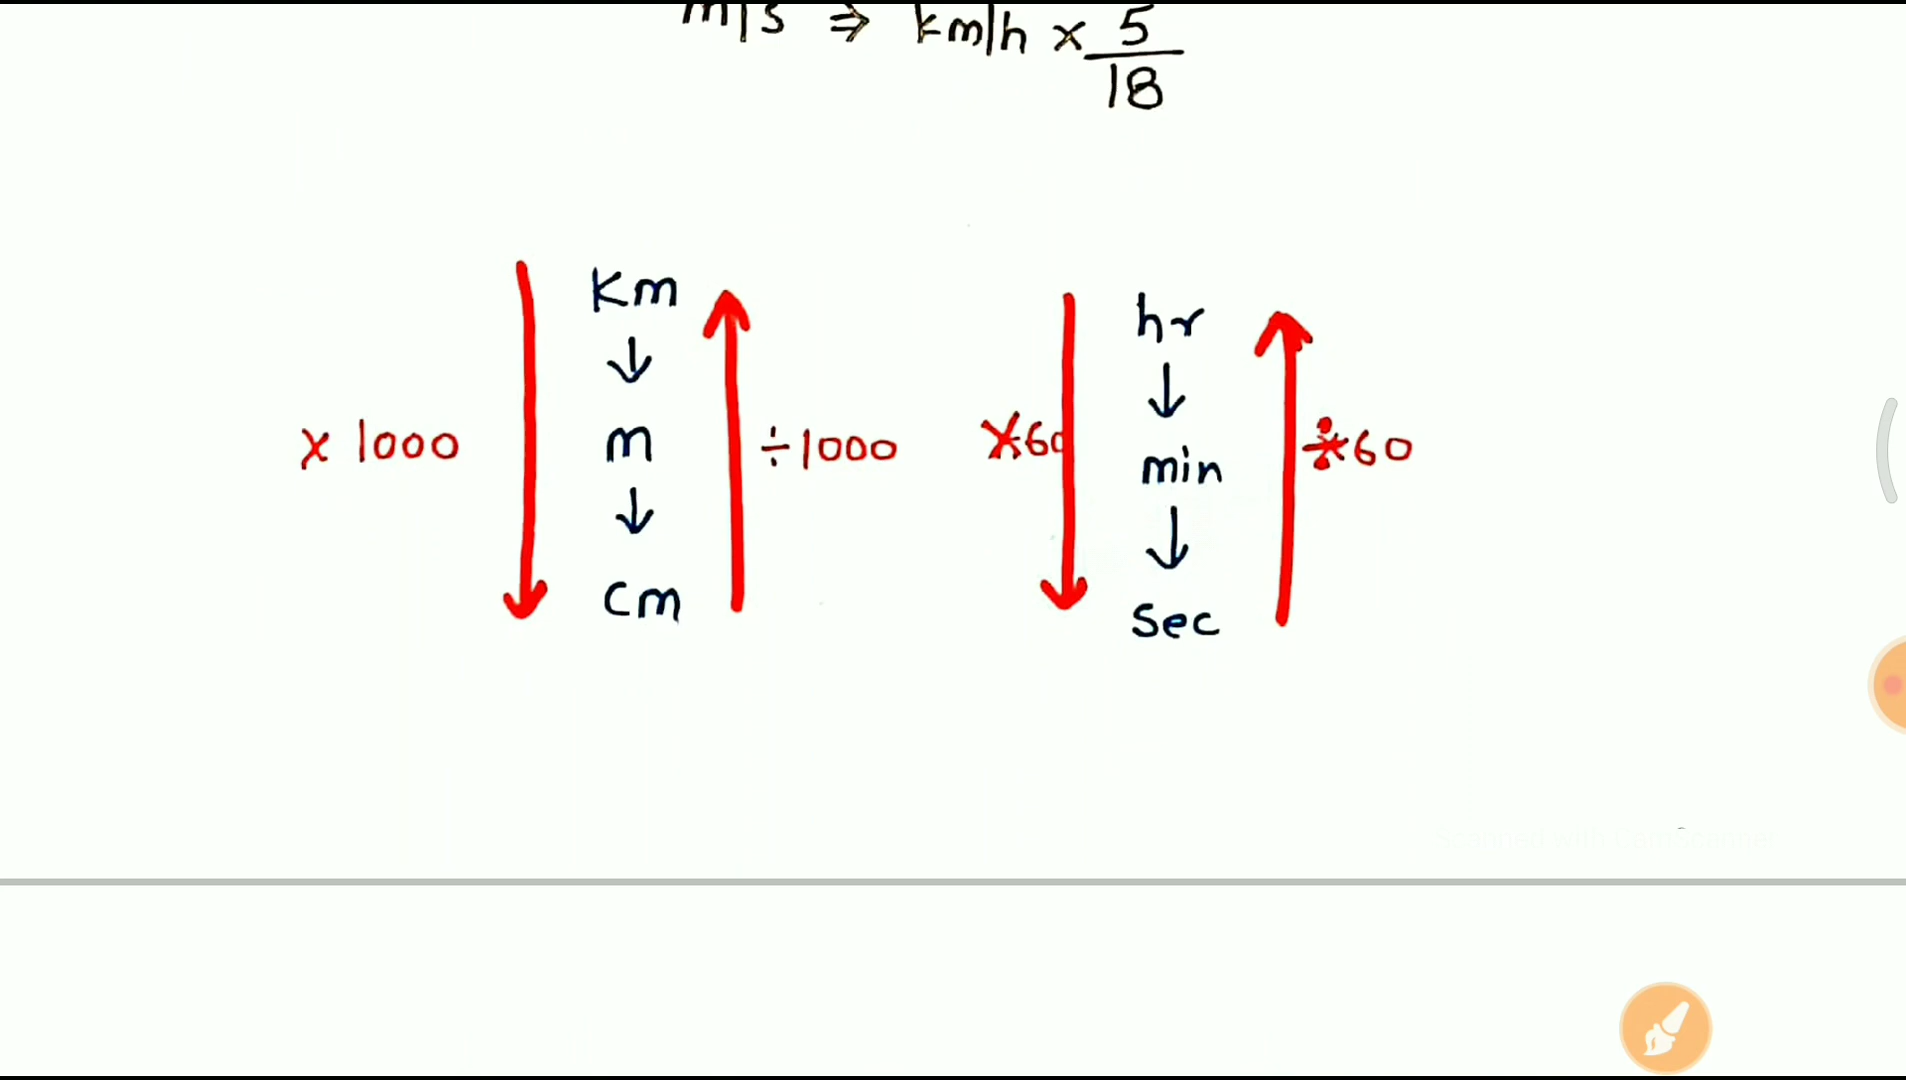 m/s ⇒ km/h × 5/18
Km
↓
m
↓
cm
× 1000
÷1000
hr
↓
min
↓
Sec
×60
÷60